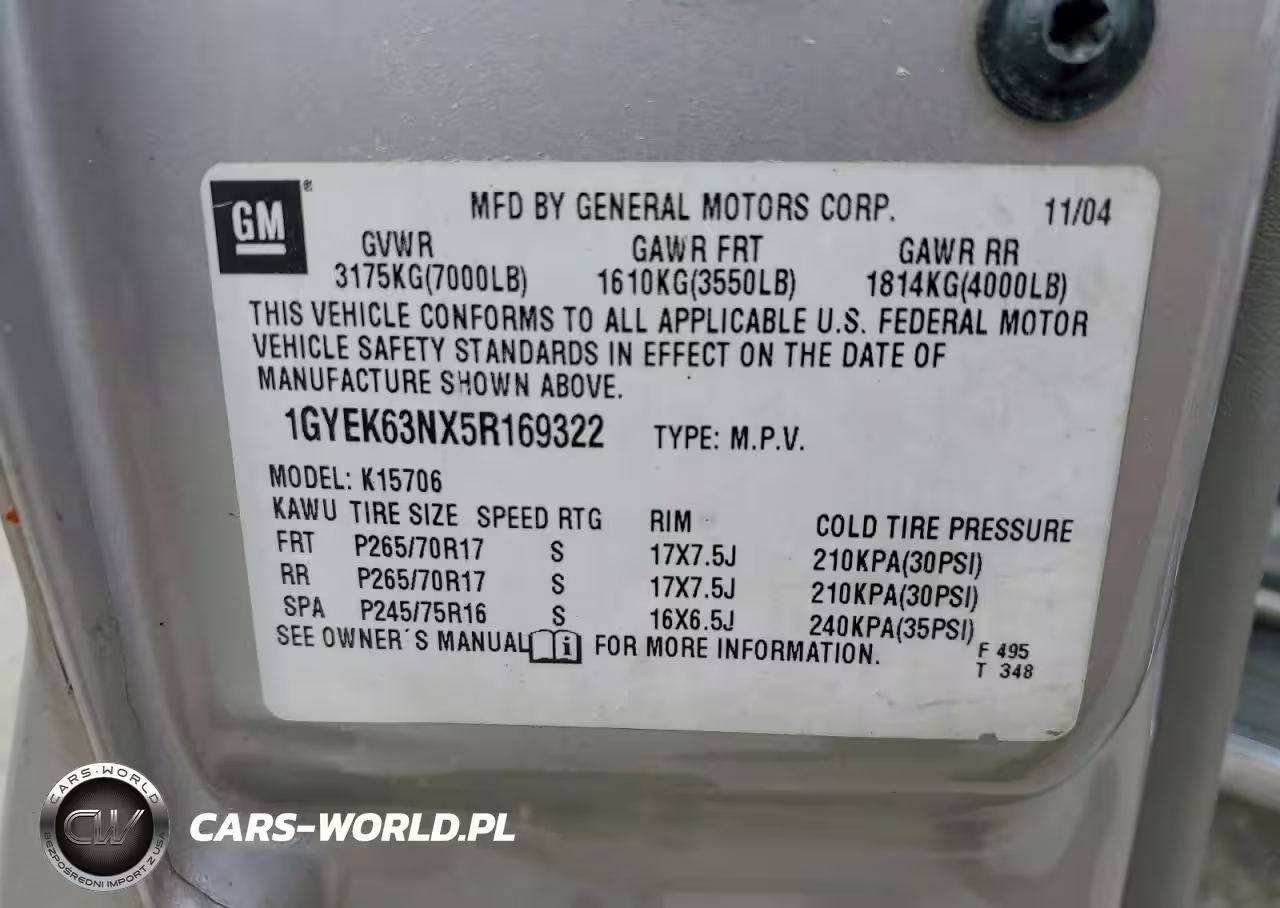 GM ®
MFD BY GENERAL MOTORS CORP. 11/04
GVWR GAWR FRT GAWR RR
3175KG(7000LB) 1610KG(3550LB) 1814KG(4000LB)
THIS VEHICLE CONFORMS TO ALL APPLICABLE U.S. FEDERAL MOTOR
VEHICLE SAFETY STANDARDS IN EFFECT ON THE DATE OF
MANUFACTURE SHOWN ABOVE.
1GYEK63NX5R169322 TYPE: M.P.V.
MODEL: K15706
KAWU TIRE SIZE SPEED RTG RIM COLD TIRE PRESSURE
FRT P265/70R17 S 17X7.5J 210KPA(30PSI)
RR P265/70R17 S 17X7.5J 210KPA(30PSI)
SPA P245/75R16 S 16X6.5J 240KPA(35PSI)
SEE OWNER´S MANUAL i FOR MORE INFORMATION.
F 495
T 348
CARS-WORLD
CW
BEZPOŚREDNI IMPORT Z USA
CARS-WORLD.PL